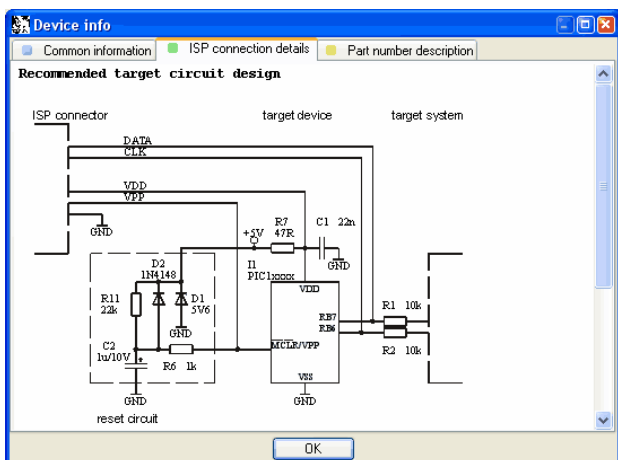 Device info
Common information
ISP connection details
Part number description
Recommended target circuit design
ISP connector
target device
target system
DATA
CLK
VDD
VPP
GND
+5V
R7
47R
C1 22n
GND
D2
1N4148
I1
PIC1xxxx
VDD
R11
22k
D1
5V6
GND
RB7
RB6
R1 10k
R2 10k
MCLR/VPP
C2
1u/10V
+
R6 1k
VSS
GND
GND
reset circuit
OK